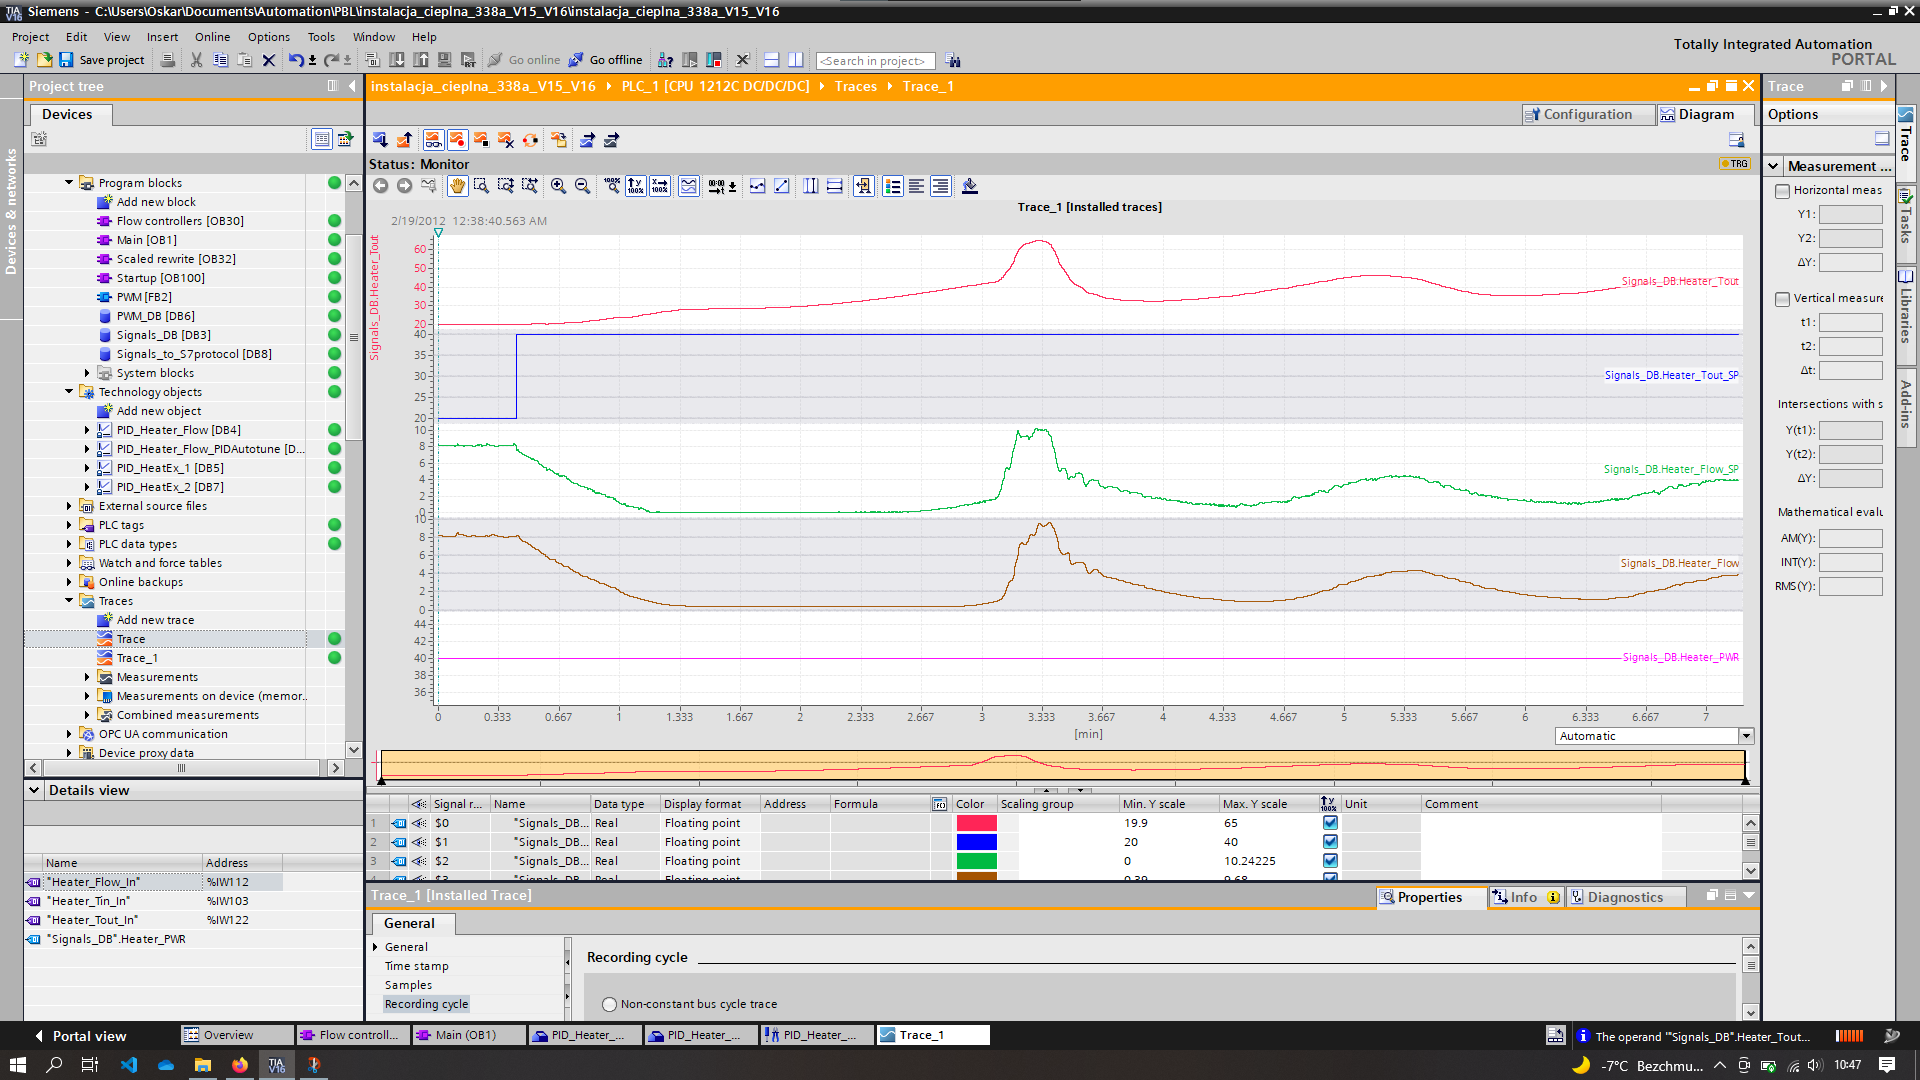 Siemens - C:\Users\Oskar\Documents\Automation\PBL\instalacja_cieplna_338a_V15_V16\instalacja_cieplna_338a_V15_V16
Project Edit View Insert Online Options Tools Window Help
Save project
Go online
Go offline
<Search in project>
Totally Integrated Automation
PORTAL
Project tree
Devices
Devices & networks
Program blocks
Add new block
Flow controllers [OB30]
Main [OB1]
Scaled rewrite [OB32]
Startup [OB100]
PWM [FB2]
PWM_DB [DB6]
Signals_DB [DB3]
Signals_to_S7protocol [DB8]
System blocks
Technology objects
Add new object
PID_Heater_Flow [DB4]
PID_Heater_Flow_PIDAutotune [D...
PID_HeatEx_1 [DB5]
PID_HeatEx_2 [DB7]
External source files
PLC tags
PLC data types
Watch and force tables
Online backups
Traces
Add new trace
Trace
Trace_1
Measurements
Measurements on device (memor..
Combined measurements
OPC UA communication
Device proxy data
Details view
Name Address
"Heater_Flow_In" %IW112
"Heater_Tin_In" %IW103
"Heater_Tout_In" %IW122
"Signals_DB".Heater_PWR
instalacja_cieplna_338a_V15_V16 PLC_1 [CPU 1212C DC/DC/DC] Traces Trace_1
Configuration
Diagram
Status: Monitor
TRG
Trace_1 [Installed traces]
2/19/2012 12:38:40.563 AM
Signals_DB.Heater_Tout
60
50
40
30
20
Signals_DB.Heater_Tout
40
35
30
25
20
Signals_DB.Heater_Tout_SP
10
8
6
4
2
0
Signals_DB.Heater_Flow_SP
10
8
6
4
2
0
Signals_DB.Heater_Flow
44
42
40
38
36
Signals_DB.Heater_PWR
0 0.333 0.667 1 1.333 1.667 2 2.333 2.667 3 3.333 3.667 4 4.333 4.667 5 5.333 5.667 6 6.333 6.667 7
[min]
Automatic
Signal r... Name Data type Display format Address Formula Color Scaling group Min. Y scale Max. Y scale Unit Comment
1 $0 "Signals_DB... Real Floating point 19.9 65
2 $1 "Signals_DB... Real Floating point 20 40
3 $2 "Signals_DB... Real Floating point 0 10.24225
4 $3 "Signals_DB... Real Floating point 0.39 9.68
Trace_1 [Installed Trace]
Properties
Info
Diagnostics
General
General
Time stamp
Samples
Recording cycle
Recording cycle
Non-constant bus cycle trace
Trace
Options
Measurement ...
Horizontal meas
Y1:
Y2:
ΔY:
Vertical measure
t1:
t2:
Δt:
Intersections with s
Y(t1):
Y(t2):
ΔY:
Mathematical evalu
AM(Y):
INT(Y):
RMS(Y):
Trace
Tasks
Libraries
Add-ins
Portal view
Overview
Flow controll...
Main (OB1)
PID_Heater_...
PID_Heater_...
PID_Heater_...
Trace_1
The operand '"Signals_DB".Heater_Tout...
-7°C Bezchmu...
10:47